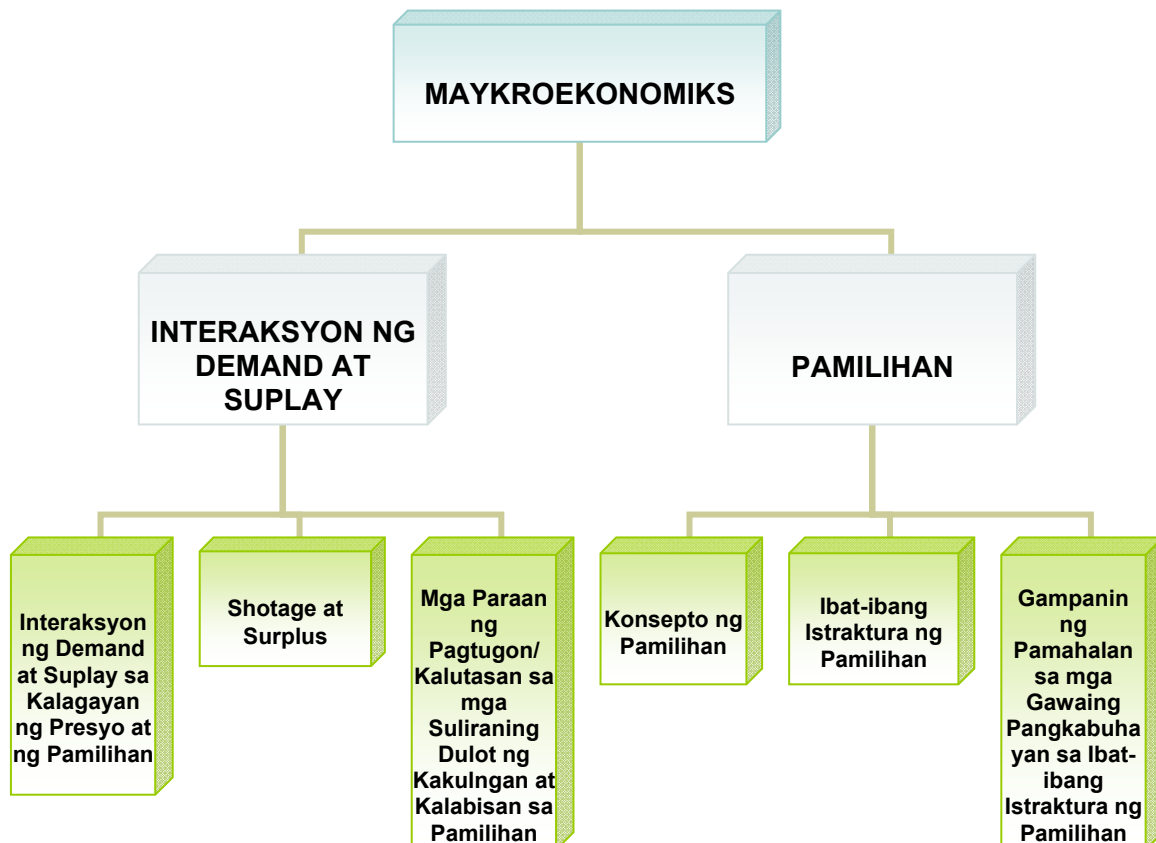 MAYKROEKONOMIKS
INTERAKSYON NG
DEMAND AT
SUPLAY
PAMILIHAN
Interaksyon
ng Demand
at Suplay sa
Kalagayan
ng Presyo at
ng Pamilihan
Shotage at
Surplus
Mga Paraan
ng
Pagtugon/
Kalutasan sa
mga
Suliraning
Dulot ng
Kakulngan at
Kalabisan sa
Pamilihan
Konsepto ng
Pamilihan
Ibat-ibang
Istraktura ng
Pamilihan
Gampanin
ng
Pamahalan
sa mga
Gawaing
Pangkabuha
yan sa Ibat-
ibang
Istraktura ng
Pamilihan